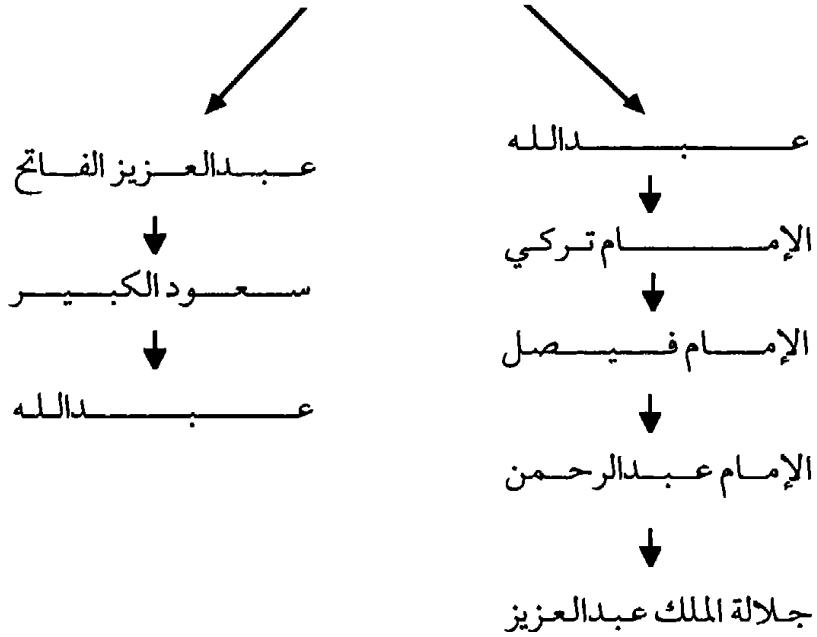 عبدالله
الإمام تركي
الإمام فيصل
الإمام عبدالرحمن
جلالة الملك عبدالعزيز
عبدالعزيز الفاتح
سعود الكبير
عبدالله